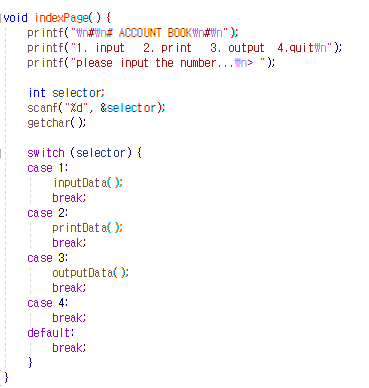 void indexPage() {
printf("₩n#₩n# ACCOUNT BOOK₩n#₩n");
printf("1. input   2. print   3. output  4.quit₩n");
printf("please input the number...₩n> ");
int selector;
scanf("%d", &selector);
getchar();
switch (selector) {
case 1:
inputData();
break;
case 2:
printData();
break;
case 3:
outputData();
break;
case 4:
break;
default:
break;
}
}